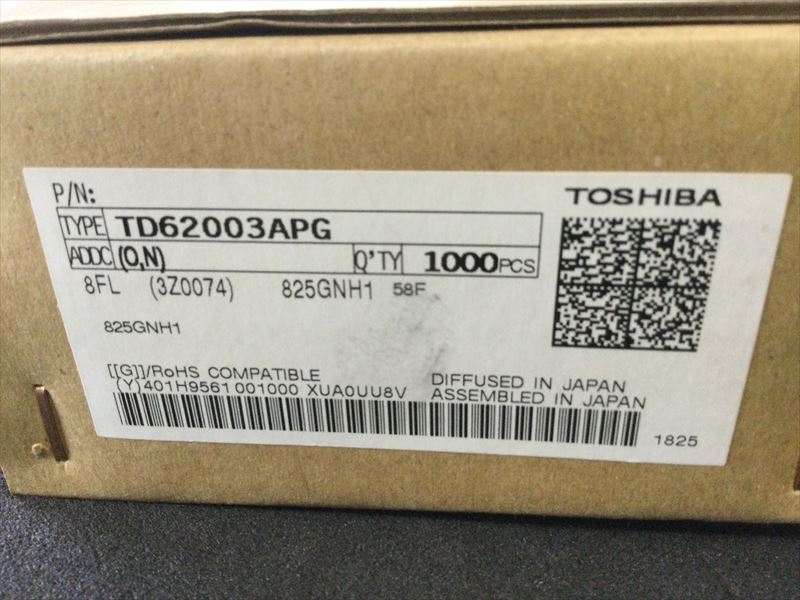 P/N:
TOSHIBA
TYPE TD62003APG
ADDC (O,N) Q'TY 1000PCS
8FL (3Z0074) 825GNH1 58F
825GNH1
[[G]]/RoHS COMPATIBLE
DIFFUSED IN JAPAN
(Y)401H9561001000 XUA0UU8V ASSEMBLED IN JAPAN
1825